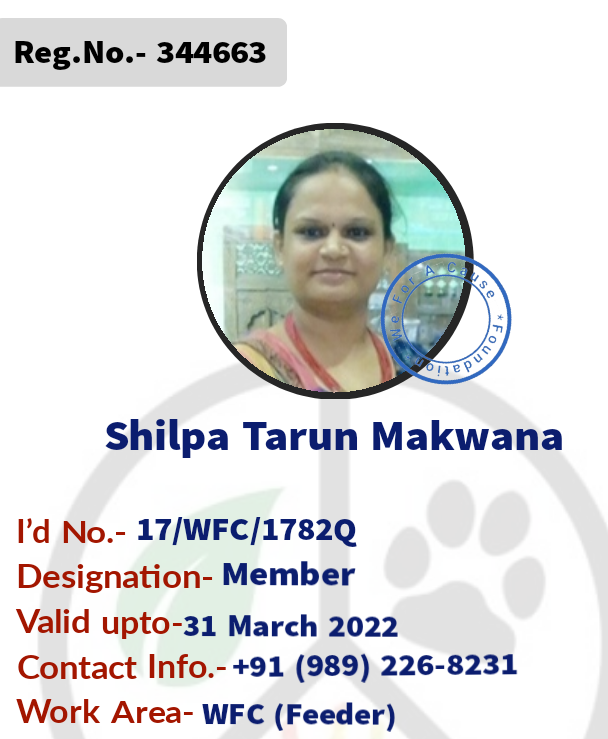 Reg.No.- 344663
We For A Cause *Foundation*
Shilpa Tarun Makwana
I'd No.- 17/WFC/1782Q
Designation- Member
Valid upto-31 March 2022
Contact Info.-+91 (989) 226-8231
Work Area- WFC (Feeder)